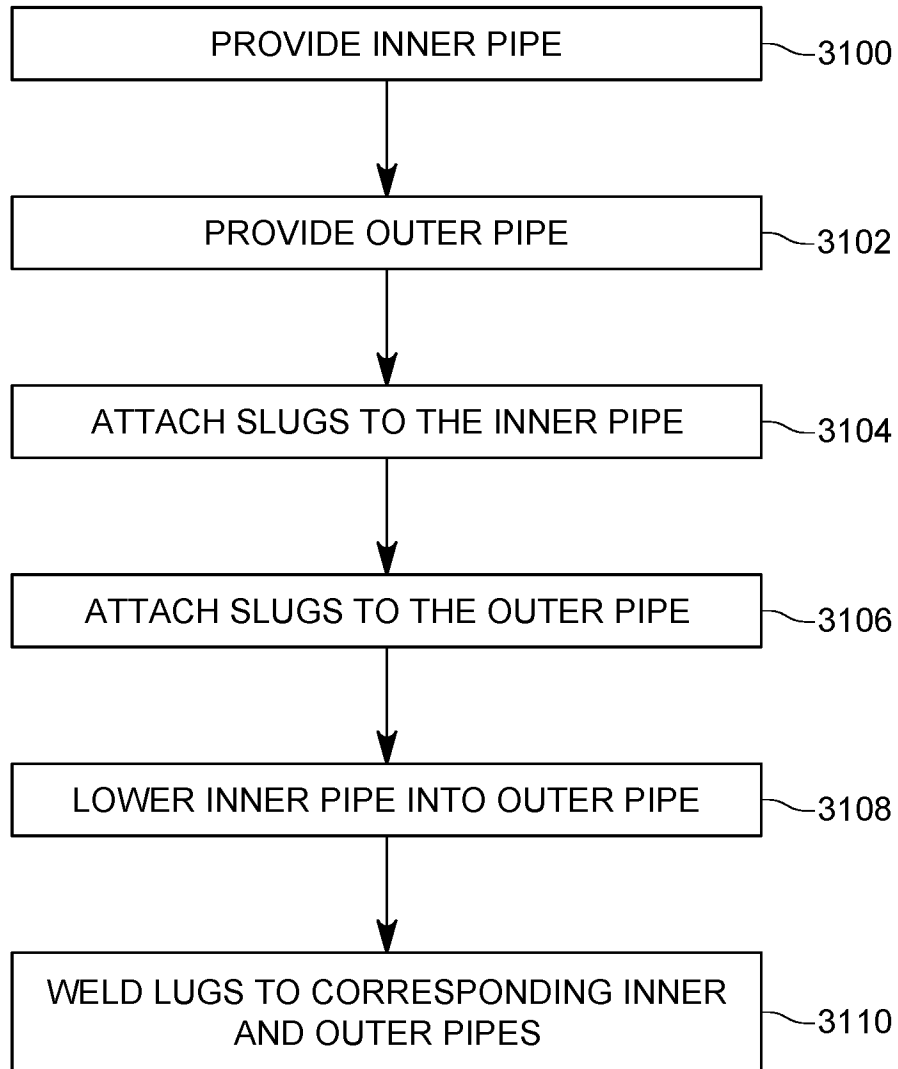 PROVIDE INNER PIPE
3100
PROVIDE OUTER PIPE
3102
ATTACH SLUGS TO THE INNER PIPE
3104
ATTACH SLUGS TO THE OUTER PIPE
3106
LOWER INNER PIPE INTO OUTER PIPE
3108
WELD LUGS TO CORRESPONDING INNER
AND OUTER PIPES
3110